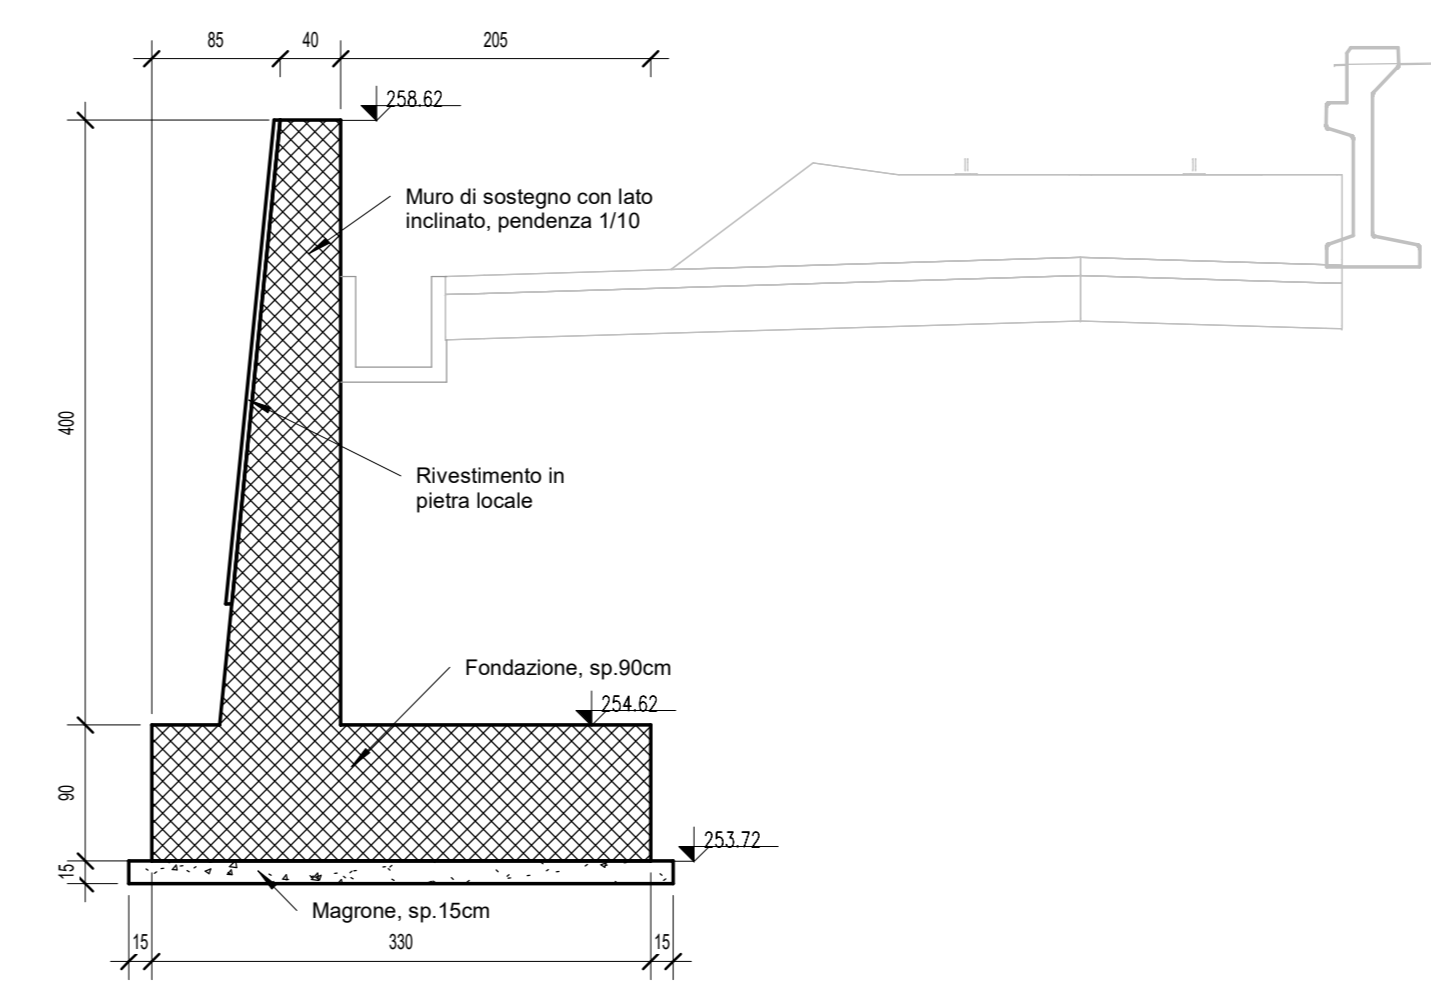 85
40
205
258.62
Muro di sostegno con lato
inclinato, pendenza 1/10
400
Rivestimento in
pietra locale
Fondazione, sp.90cm
254.62
90
253.72
15
Magrone, sp.15cm
15
330
15